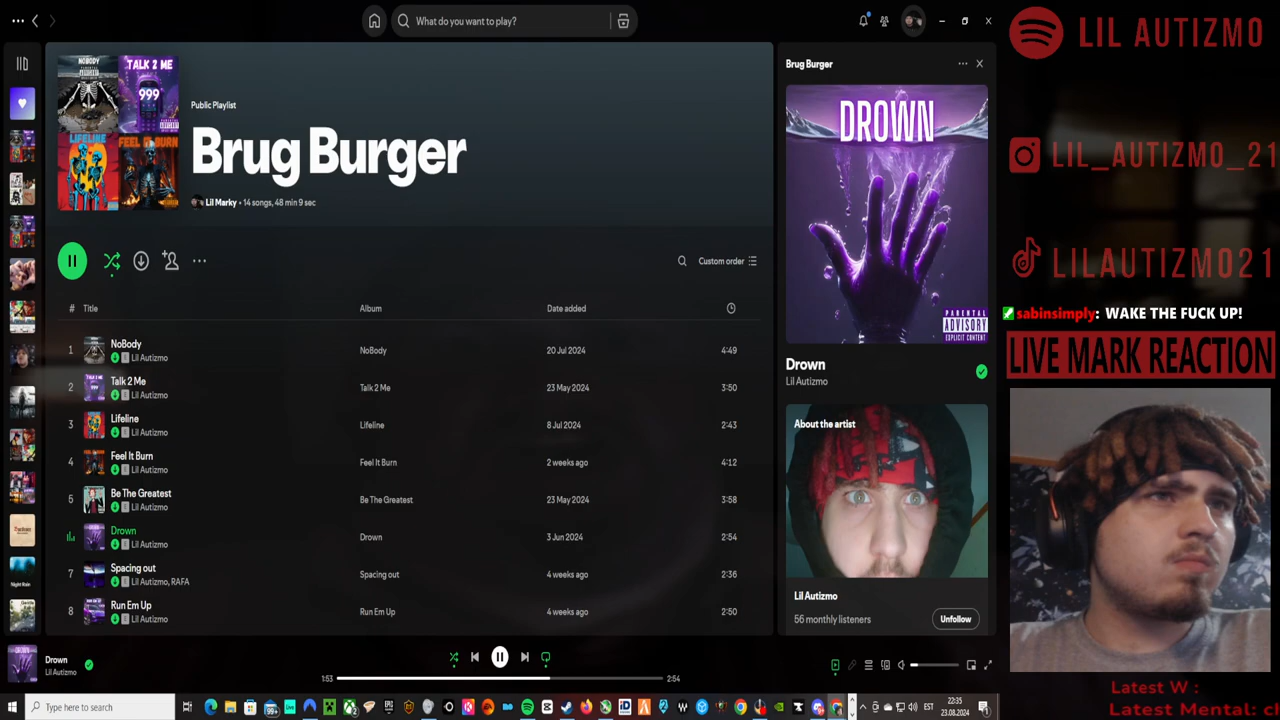 What do you want to play?
NOBODY
TALK 2 ME
999
LIFELINE
FEEL IT BURN
Public Playlist
Brug Burger
Lil Marky • 14 songs, 48 min 9 sec
Custom order
# Title Album Date added
1 NoBody NoBody 20 Jul 2024 4:49
Lil Autizmo
2 Talk 2 Me Talk 2 Me 23 May 2024 3:50
Lil Autizmo
3 Lifeline Lifeline 8 Jul 2024 2:43
Lil Autizmo
4 Feel It Burn Feel It Burn 2 weeks ago 4:12
Lil Autizmo
5 Be The Greatest Be The Greatest 23 May 2024 3:58
Lil Autizmo
Drown Drown 3 Jun 2024 2:54
Lil Autizmo
7 Spacing out Spacing out 4 weeks ago 2:36
Lil Autizmo, RAFA
8 Run Em Up Run Em Up 4 weeks ago 2:50
Lil Autizmo
Brug Burger
DROWN
PARENTAL
ADVISORY
EXPLICIT CONTENT
Drown
Lil Autizmo
About the artist
Lil Autizmo
56 monthly listeners
Unfollow
LIL AUTIZMO
LIL_AUTIZMO_21
LILAUTIZMO21
sabinsimply: WAKE THE FUCK UP!
LIVE MARK REACTION
Night Rain
Drown
Lil Autizmo
1:53
2:54
Latest W :
Latest Mental: cl
Type here to search
99+
EST
22:35
23.08.2024